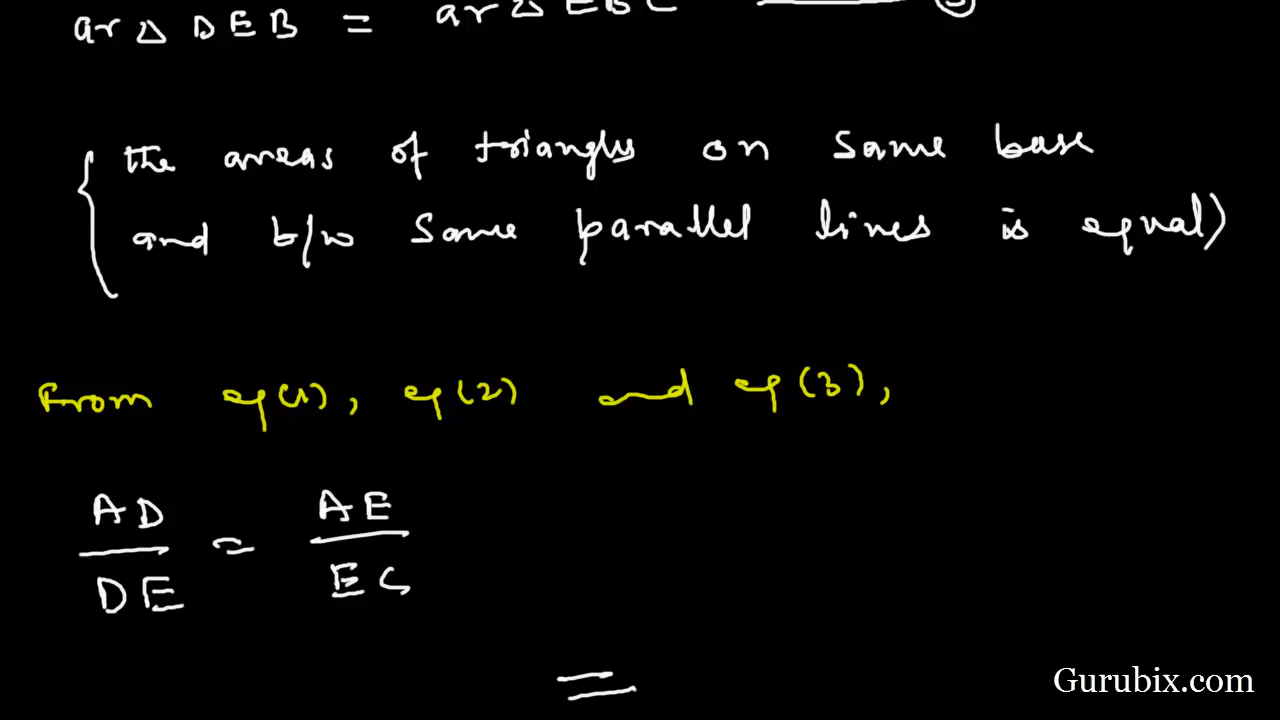 ar △ DEB = ar △ EBC ③
{the areas of triangles on same base
and b/w same parallel lines is equal)
From eq(1), eq(2) and eq(3),
AD/DE = AE/EC
Gurubix.com